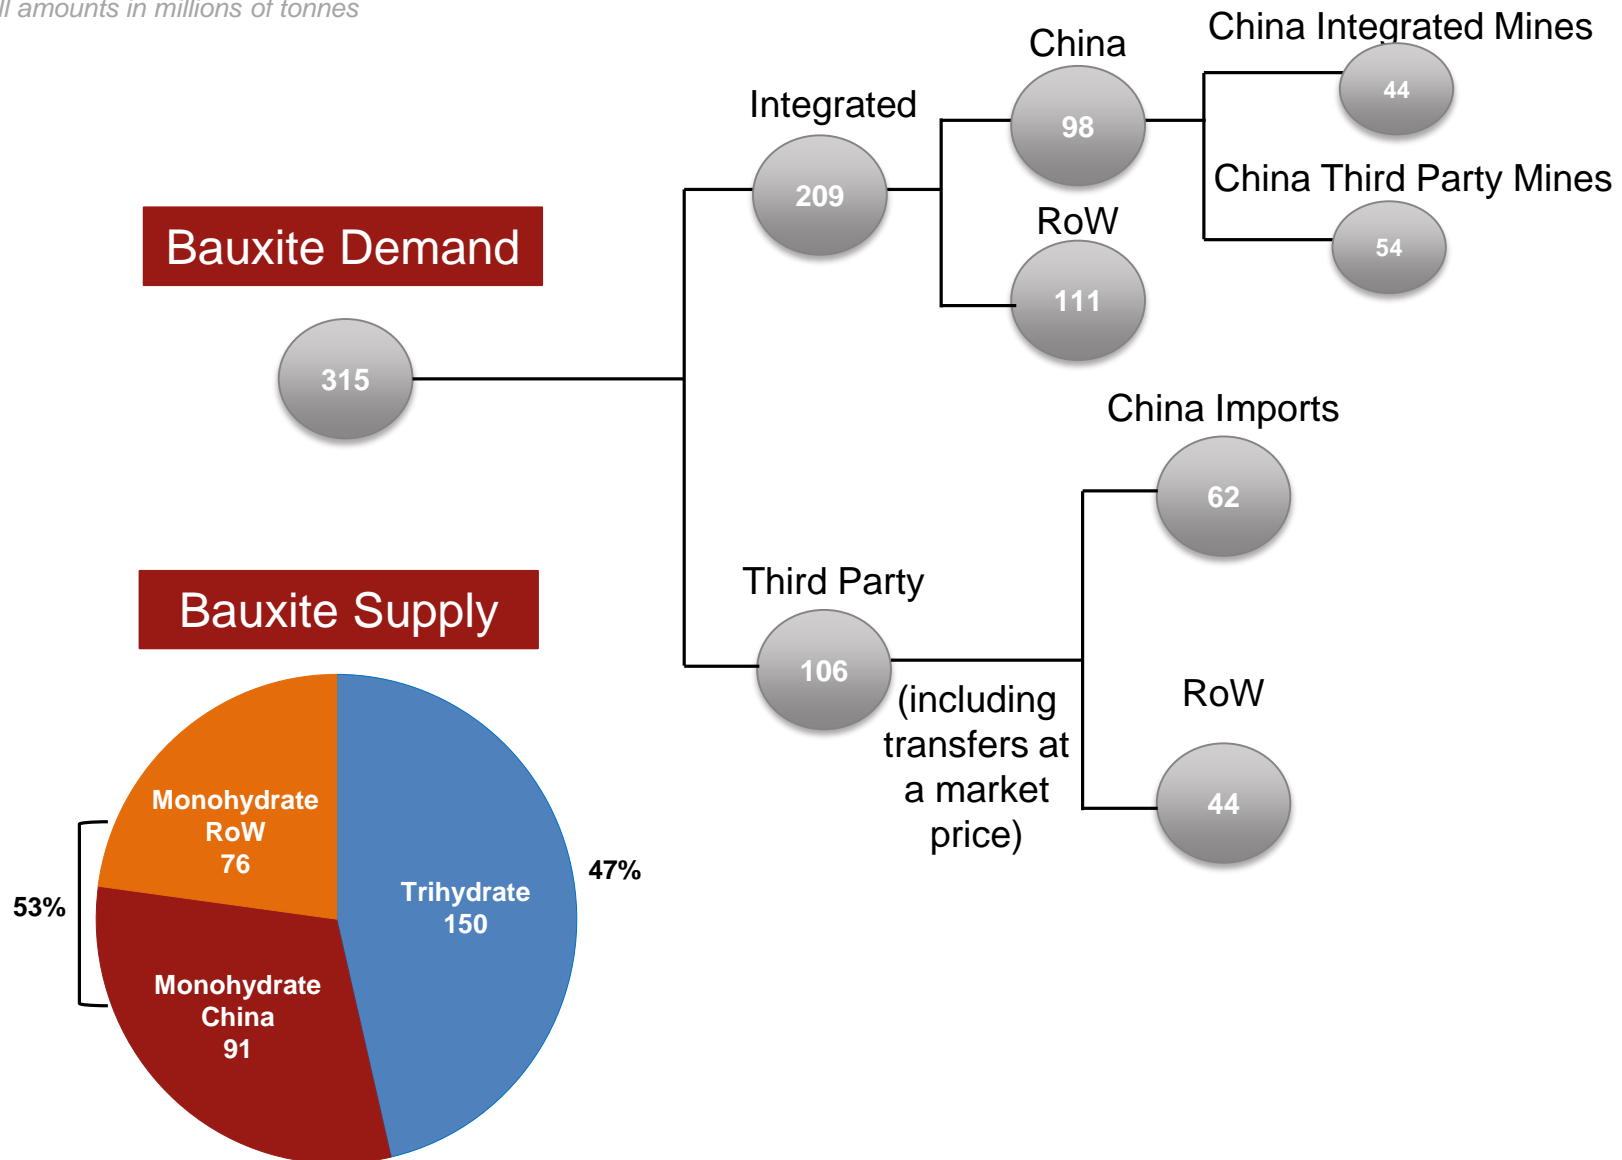 amounts in millions of tonnes
China Integrated Mines
44
China
98
Integrated
209
China Third Party Mines
54
RoW
111
Bauxite Demand
315
China Imports
62
Third Party
106
(including
transfers at
a market
price)
RoW
44
Bauxite Supply
Monohydrate
RoW
76
Trihydrate
150
47%
53%
Monohydrate
China
91